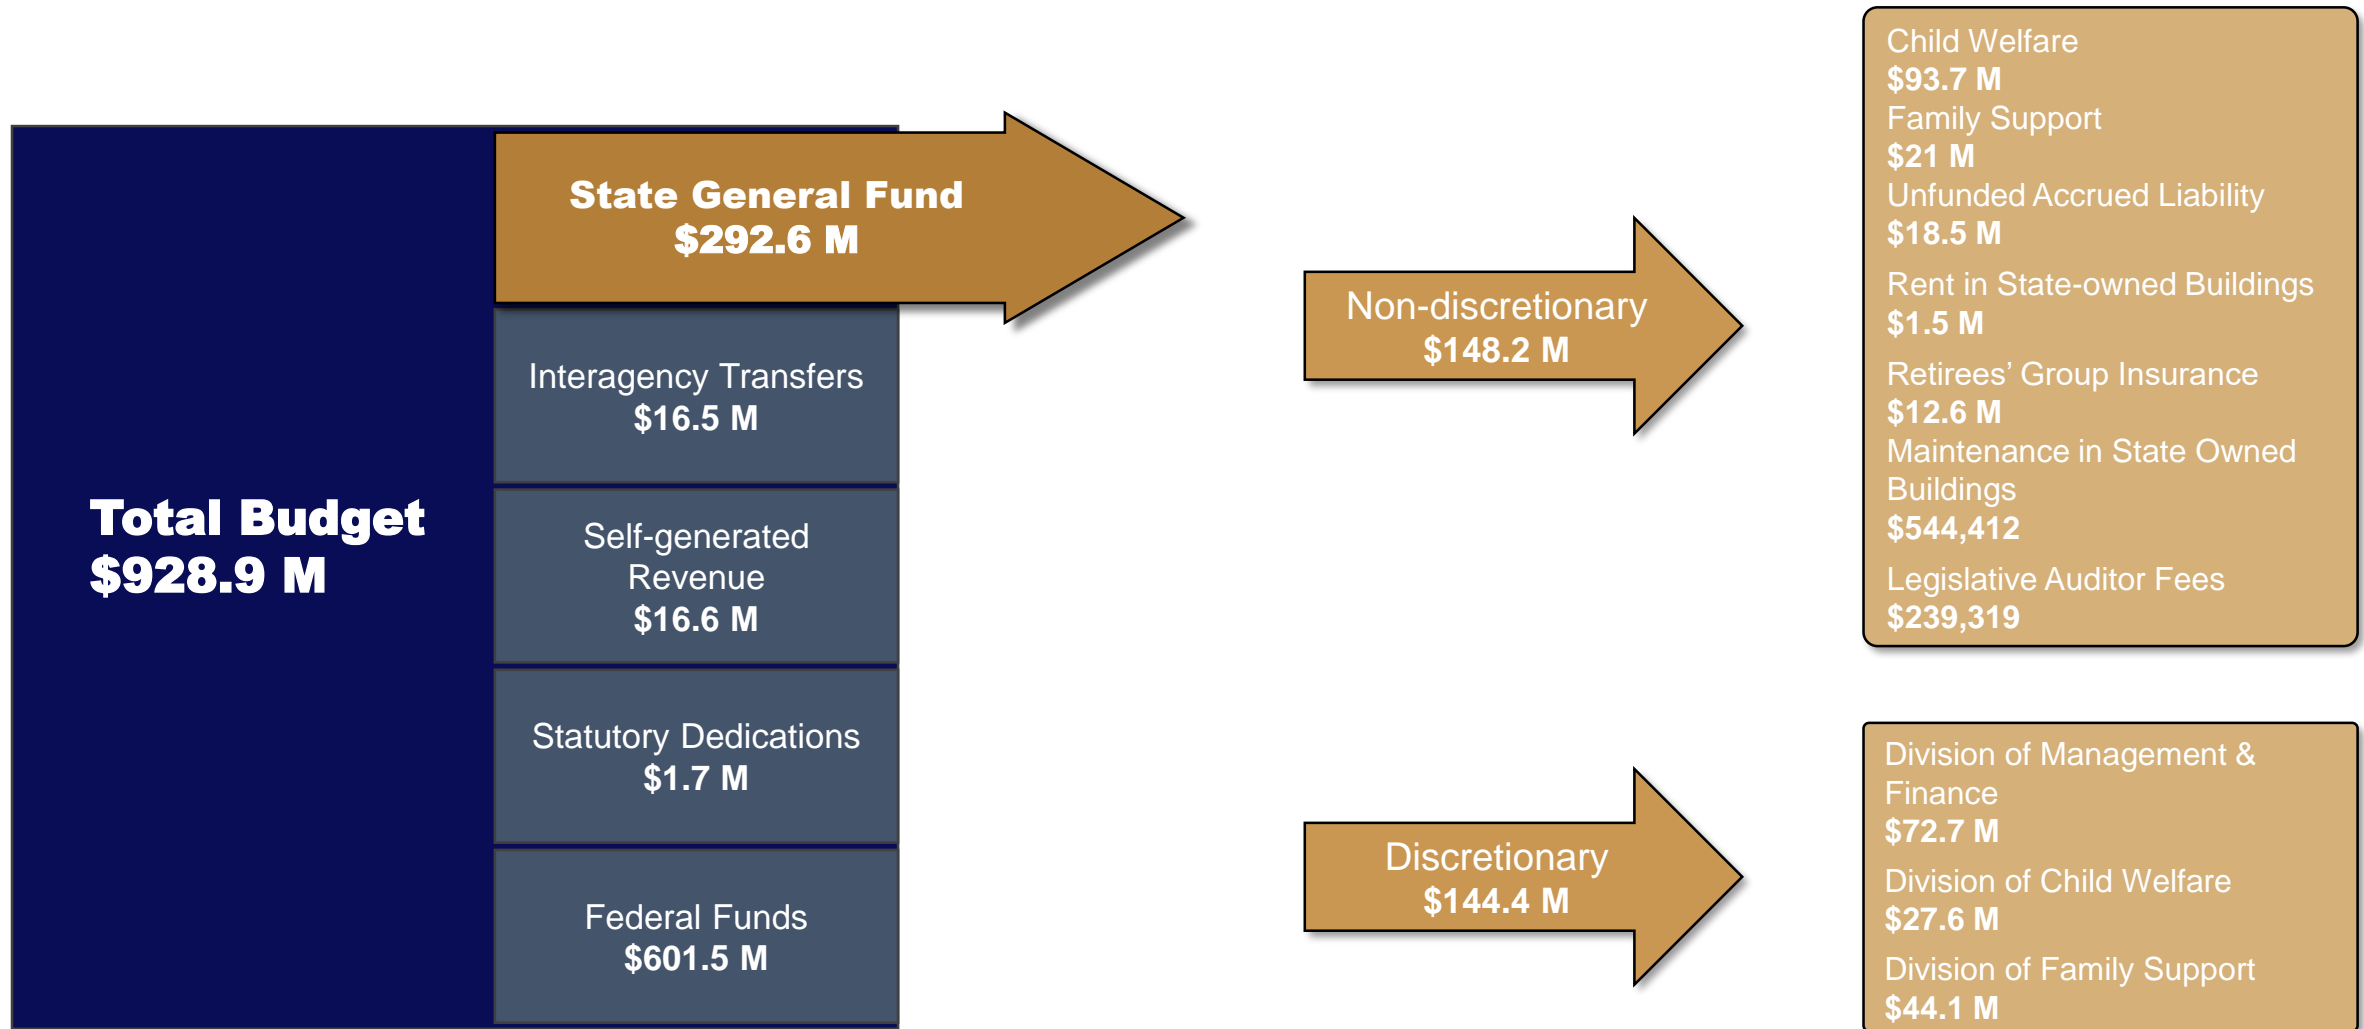 Total Budget
$928.9 M
State General Fund
$292.6 M
Interagency Transfers
$16.5 M
Self-generated
Revenue
$16.6 M
Statutory Dedications
$1.7 M
Federal Funds
$601.5 M
Non-discretionary
$148.2 M
Discretionary
$144.4 M
Child Welfare
$93.7 M
Family Support
$21 M
Unfunded Accrued Liability
$18.5 M
Rent in State-owned Buildings
$1.5 M
Retirees’ Group Insurance
$12.6 M
Maintenance in State Owned
Buildings
$544,412
Legislative Auditor Fees
$239,319
Division of Management &
Finance
$72.7 M
Division of Child Welfare
$27.6 M
Division of Family Support
$44.1 M